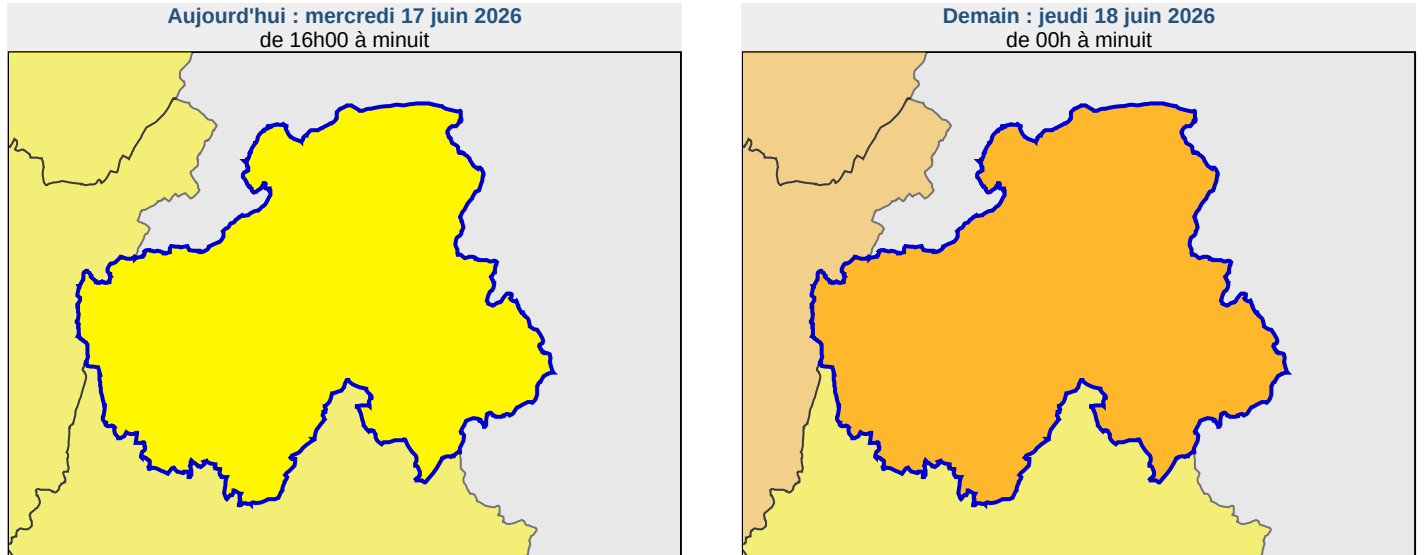 Aujourd'hui : mercredi 17 juin 2026
de 16h00 à minuit
Demain : jeudi 18 juin 2026
de 00h à minuit